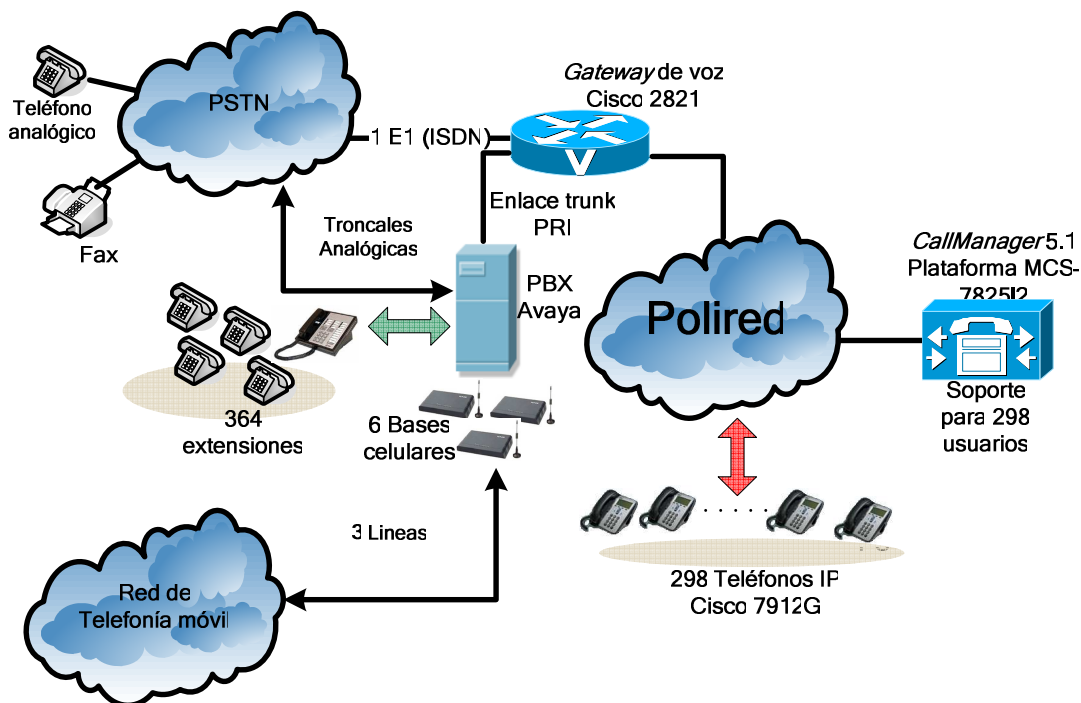 Teléfono
analógico
Fax
PSTN
1 E1 (ISDN)
Gateway de voz
Cisco 2821
Enlace trunk
PRI
Troncales
Analógicas
PBX
Avaya
364
extensiones
6 Bases
celulares
3 Lineas
Red de
Telefonía móvil
Polired
CallManager 5.1
Plataforma MCS-
7825I2
Soporte
para 298
usuarios
298 Teléfonos IP
Cisco 7912G